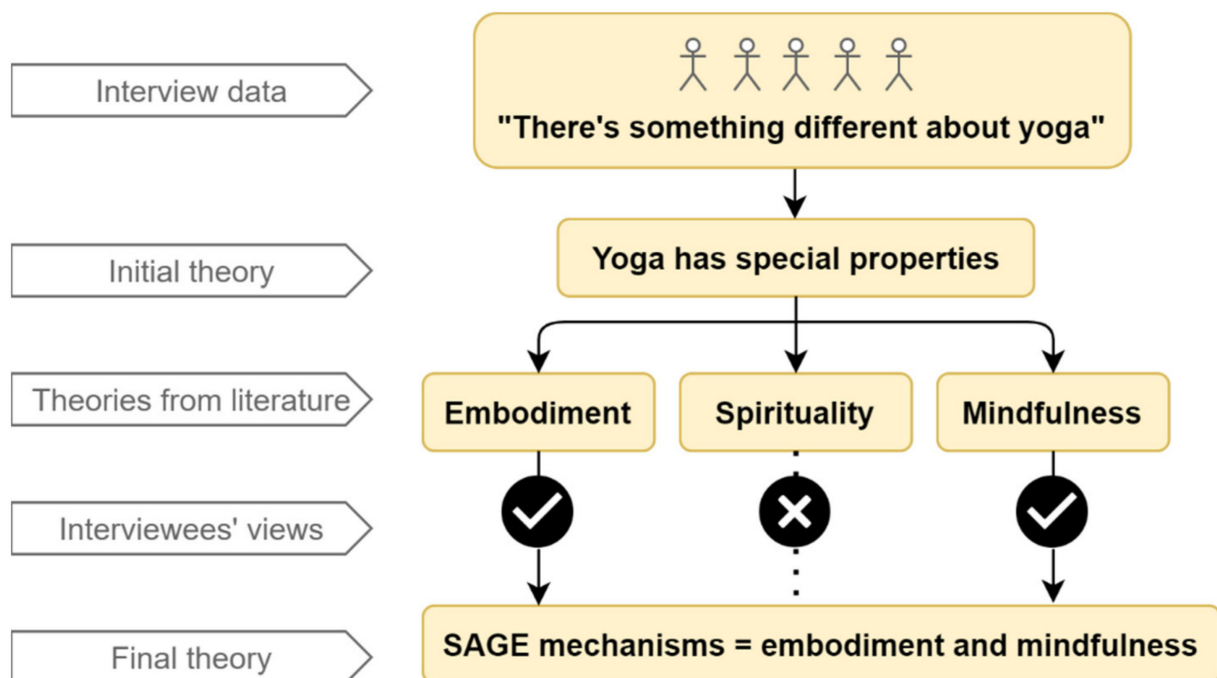 Interview data
"There's something different about yoga"
Initial theory
Yoga has special properties
Theories from literature
Embodiment
Spirituality
Mindfulness
Interviewees' views
Final theory
SAGE mechanisms = embodiment and mindfulness